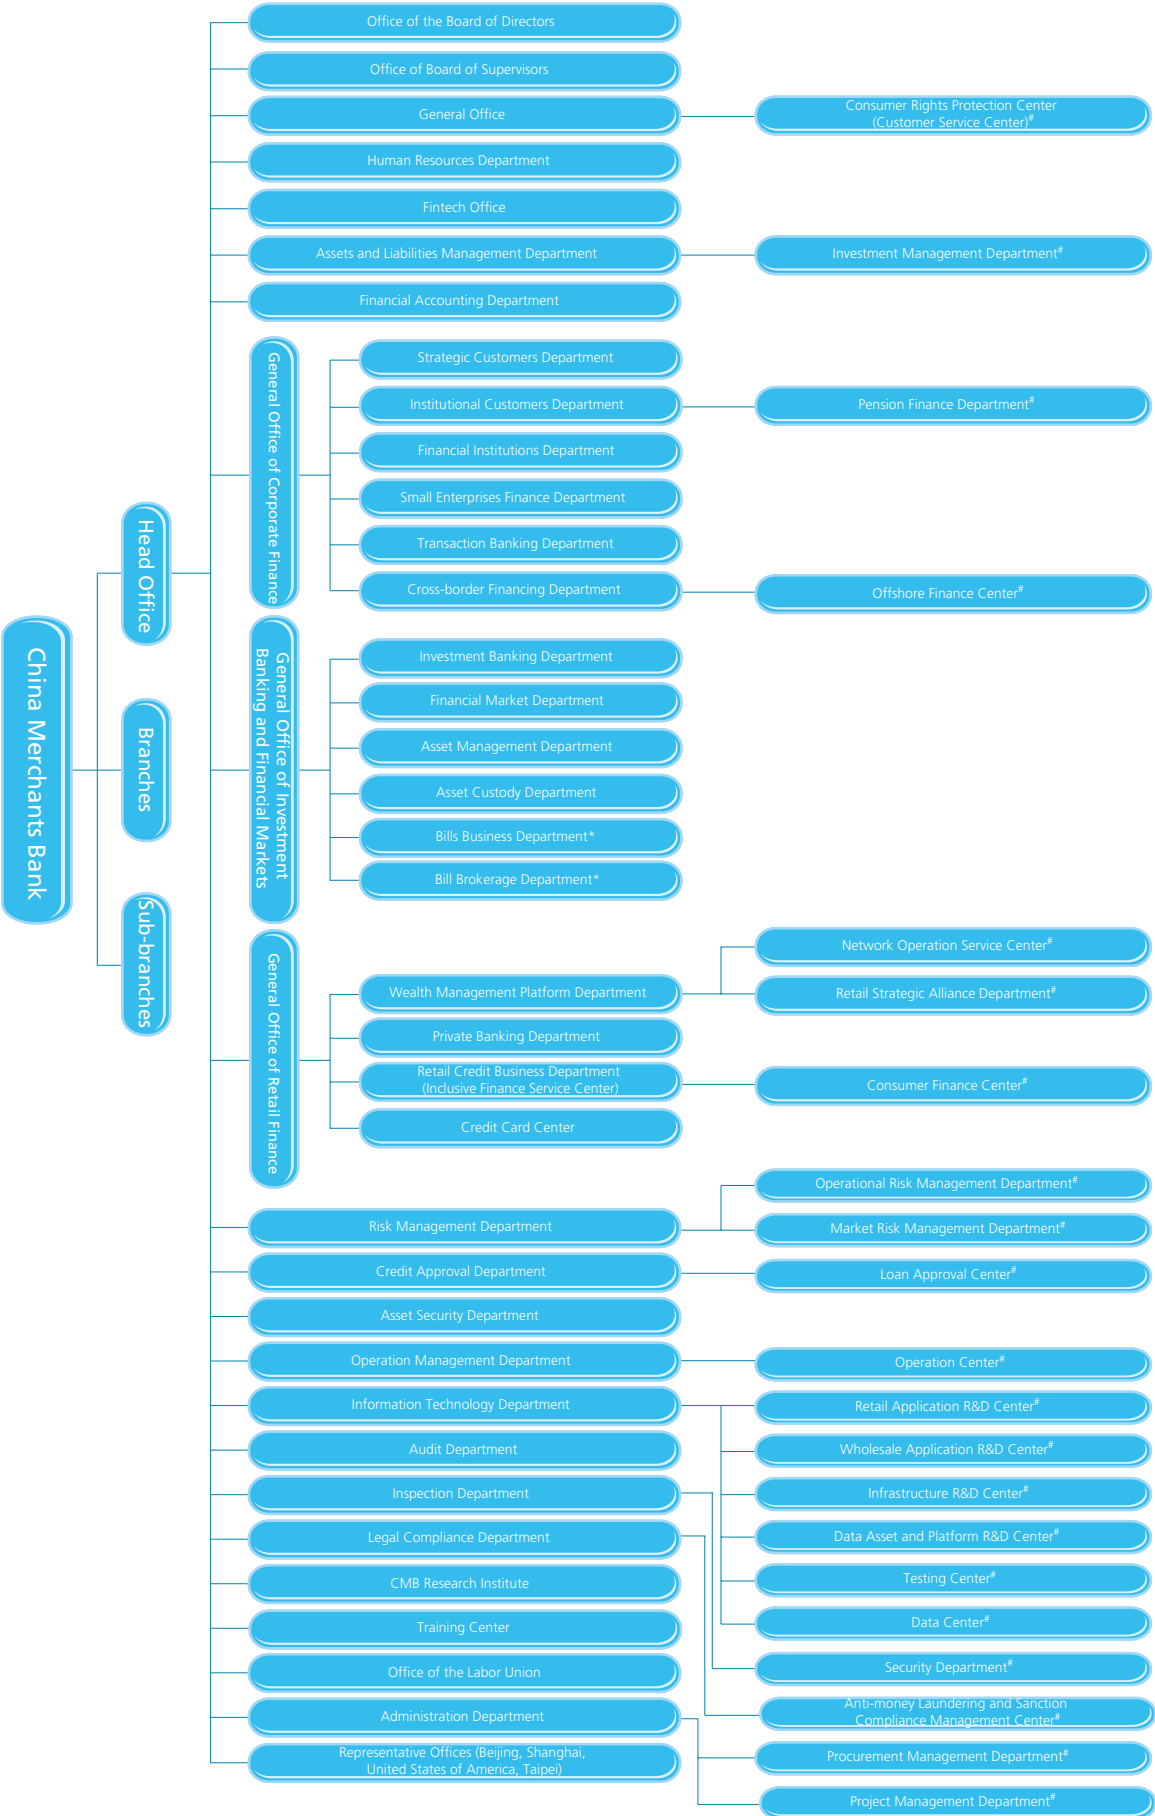 China Merchants Bank
Head Office
Branches
Sub-branches
Office of the Board of Directors
Office of Board of Supervisors
General Office
Consumer Rights Protection Center
(Customer Service Center)#
Human Resources Department
Fintech Office
Assets and Liabilities Management Department
Investment Management Department#
Financial Accounting Department
General Office of Corporate Finance
Strategic Customers Department
Institutional Customers Department
Pension Finance Department#
Financial Institutions Department
Small Enterprises Finance Department
Transaction Banking Department
Cross-border Financing Department
Offshore Finance Center#
General Office of Investment
Banking and Financial Markets
Investment Banking Department
Financial Market Department
Asset Management Department
Asset Custody Department
Bills Business Department*
Bill Brokerage Department*
General Office of Retail Finance
Wealth Management Platform Department
Network Operation Service Center#
Retail Strategic Alliance Department#
Private Banking Department
Retail Credit Business Department
(Inclusive Finance Service Center)
Consumer Finance Center#
Credit Card Center
Risk Management Department
Operational Risk Management Department#
Market Risk Management Department#
Credit Approval Department
Loan Approval Center#
Asset Security Department
Operation Management Department
Operation Center#
Information Technology Department
Retail Application R&D Center#
Wholesale Application R&D Center#
Infrastructure R&D Center#
Data Asset and Platform R&D Center#
Testing Center#
Data Center#
Audit Department
Inspection Department
Security Department#
Legal Compliance Department
Anti-money Laundering and Sanction
Compliance Management Center#
CMB Research Institute
Training Center
Office of the Labor Union
Administration Department
Procurement Management Department#
Project Management Department#
Representative Offices (Beijing, Shanghai,
United States of America, Taipei)